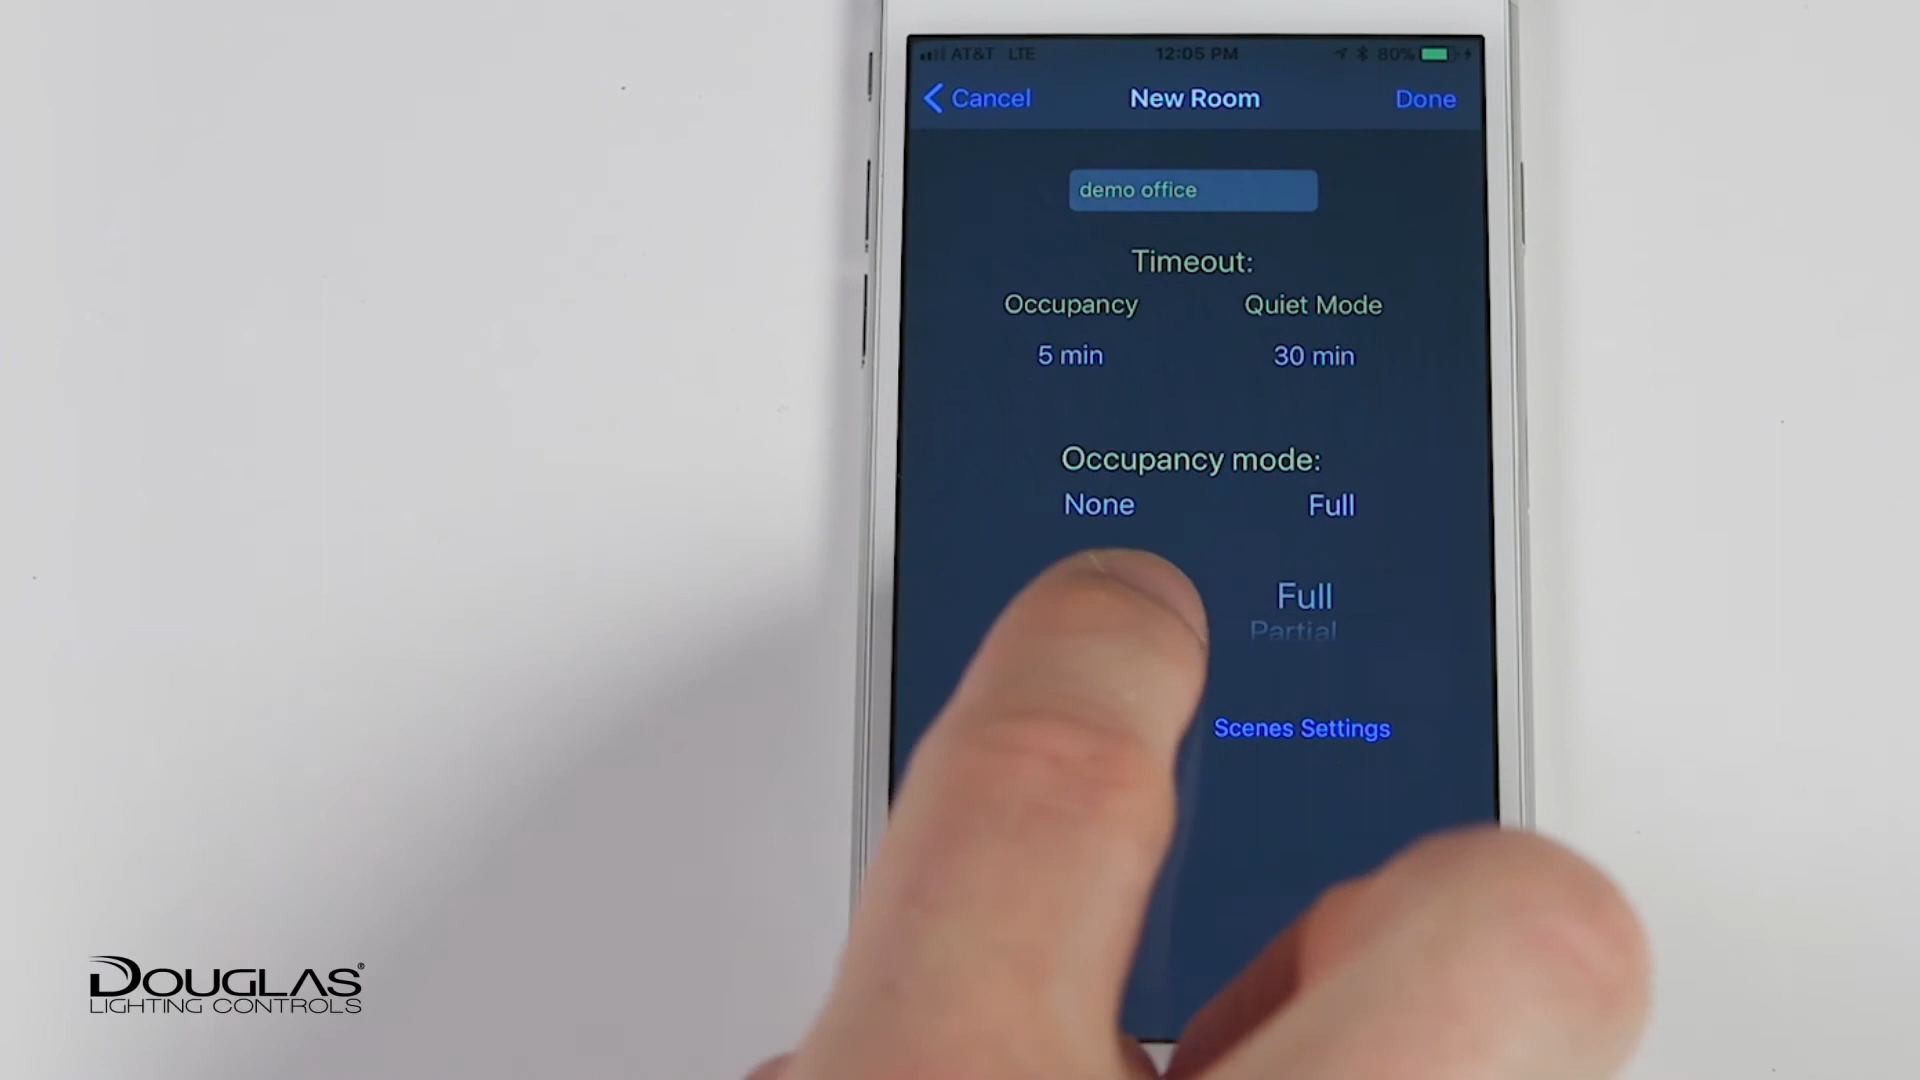 AT&T LTE 12:05 PM 80%
Cancel New Room Done
demo office
Timeout:
Occupancy Quiet Mode
5 min 30 min
Occupancy mode:
None Full
Full
Partial
Scenes Settings
DOUGLAS®
LIGHTING CONTROLS